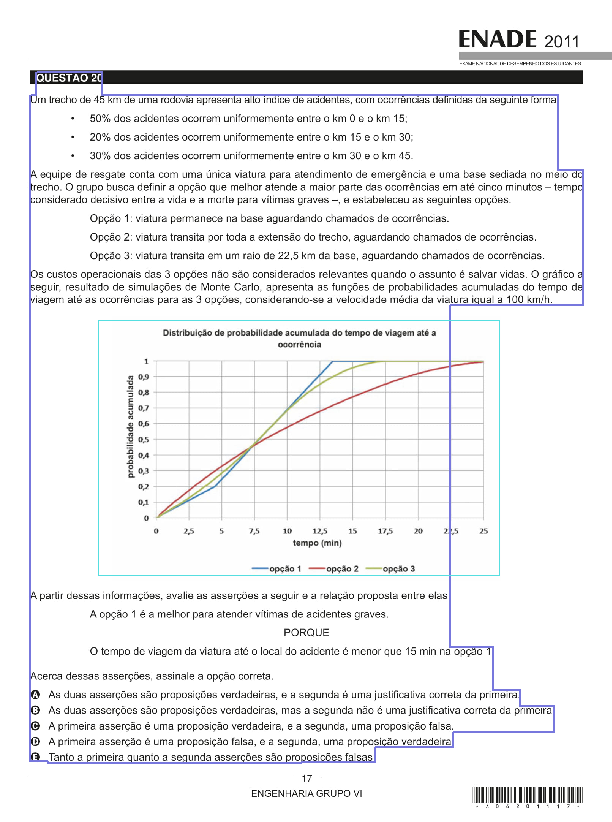 ENADE 2011
EXAME NACIONAL DE DESEMPENHO DOS ESTUDANTES
QUESTÃO 20
Um trecho de 45 km de uma rodovia apresenta alto índice de acidentes, com ocorrências definidas da seguinte forma:
• 50% dos acidentes ocorrem uniformemente entre o km 0 e o km 15;
• 20% dos acidentes ocorrem uniformemente entre o km 15 e o km 30;
• 30% dos acidentes ocorrem uniformemente entre o km 30 e o km 45.
A equipe de resgate conta com uma única viatura para atendimento de emergência e uma base sediada no meio do
trecho. O grupo busca definir a opção que melhor atende a maior parte das ocorrências em até cinco minutos – tempo
considerado decisivo entre a vida e a morte para vítimas graves –, e estabeleceu as seguintes opções.
Opção 1: viatura permanece na base aguardando chamados de ocorrências.
Opção 2: viatura transita por toda a extensão do trecho, aguardando chamados de ocorrências.
Opção 3: viatura transita em um raio de 22,5 km da base, aguardando chamados de ocorrências.
Os custos operacionais das 3 opções não são considerados relevantes quando o assunto é salvar vidas. O gráfico a
seguir, resultado de simulações de Monte Carlo, apresenta as funções de probabilidades acumuladas do tempo de
viagem até as ocorrências para as 3 opções, considerando-se a velocidade média da viatura igual a 100 km/h.
Distribuição de probabilidade acumulada do tempo de viagem até a
ocorrência
probabilidade acumulada
1
0,9
0,8
0,7
0,6
0,5
0,4
0,3
0,2
0,1
0
0 2,5 5 7,5 10 12,5 15 17,5 20 22,5 25
tempo (min)
opção 1 opção 2 opção 3
A partir dessas informações, avalie as asserções a seguir e a relação proposta entre elas.
A opção 1 é a melhor para atender vítimas de acidentes graves.
PORQUE
O tempo de viagem da viatura até o local do acidente é menor que 15 min na opção 1.
Acerca dessas asserções, assinale a opção correta.
A As duas asserções são proposições verdadeiras, e a segunda é uma justificativa correta da primeira.
B As duas asserções são proposições verdadeiras, mas a segunda não é uma justificativa correta da primeira.
C A primeira asserção é uma proposição verdadeira, e a segunda, uma proposição falsa.
D A primeira asserção é uma proposição falsa, e a segunda, uma proposição verdadeira.
E Tanto a primeira quanto a segunda asserções são proposições falsas.
17
ENGENHARIA GRUPO VI